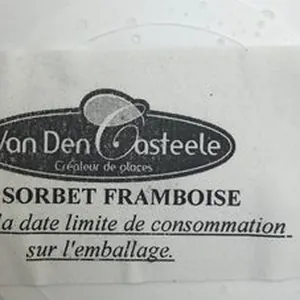 Van Den Casteele
Créateur de glaces
SORBET FRAMBOISE
la date limite de consommation
sur l'emballage.